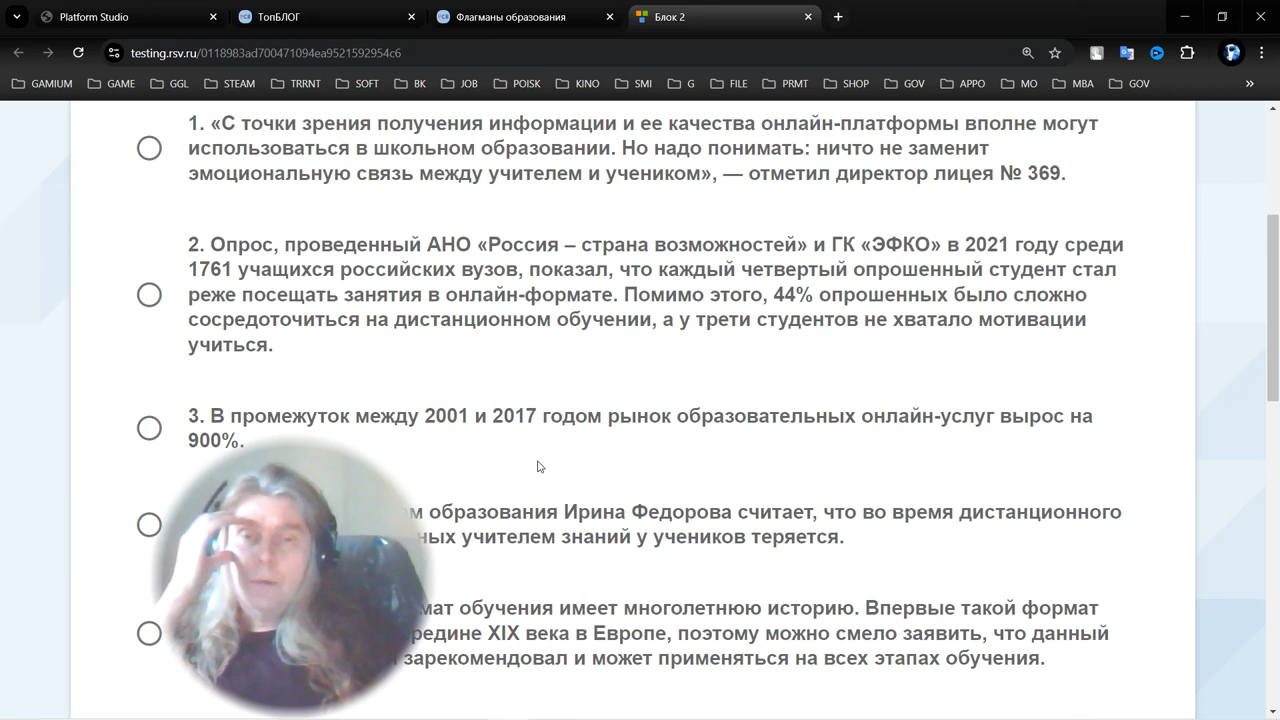 Platform Studio
ТопБЛОГ
Флагманы образования
Блок 2
testing.rsv.ru/0118983ad700471094ea9521592954c6
GAMIUM GAME GGL STEAM TRRNT SOFT BK JOB POISK KINO SMI G FILE PRMT SHOP GOV APPO MO MBA GOV
1. «С точки зрения получения информации и ее качества онлайн-платформы вполне могут
использоваться в школьном образовании. Но надо понимать: ничто не заменит
эмоциональную связь между учителем и учеником», — отметил директор лицея № 369.
2. Опрос, проведенный АНО «Россия – страна возможностей» и ГК «ЭФКО» в 2021 году среди
1761 учащихся российских вузов, показал, что каждый четвертый опрошенный студент стал
реже посещать занятия в онлайн-формате. Помимо этого, 44% опрошенных было сложно
сосредоточиться на дистанционном обучении, а у трети студентов не хватало мотивации
учиться.
3. В промежуток между 2001 и 2017 годом рынок образовательных онлайн-услуг вырос на
900%.
образования Ирина Федорова считает, что во время дистанционного
учителем знаний у учеников теряется.
обучения имеет многолетнюю историю. Впервые такой формат
XIX века в Европе, поэтому можно смело заявить, что данный
зарекомендовал и может применяться на всех этапах обучения.